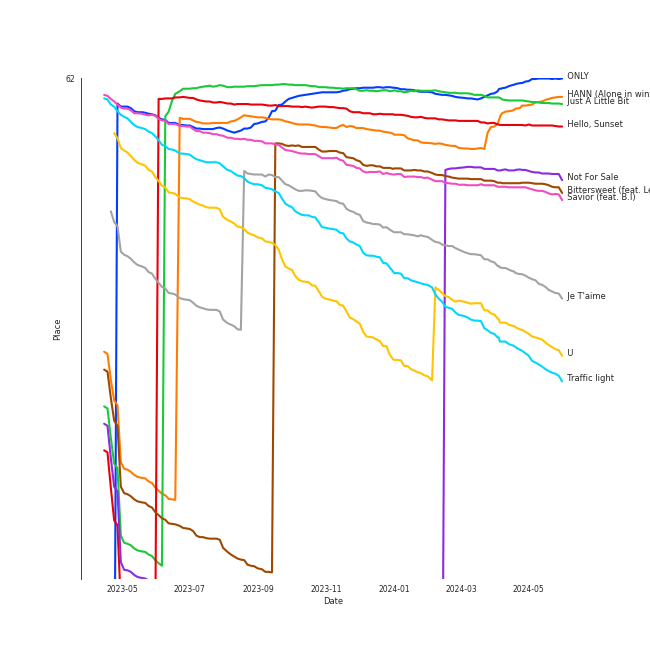 62
ONLY
HANN (Alone in win
Just A Little Bit
Hello, Sunset
Not For Sale
Bittersweet (feat. Le
Savior (feat. B.I)
Je T'aime
U
Traffic light
Place
2023-05 2023-07 2023-09 2023-11 2024-01 2024-03 2024-05
Date